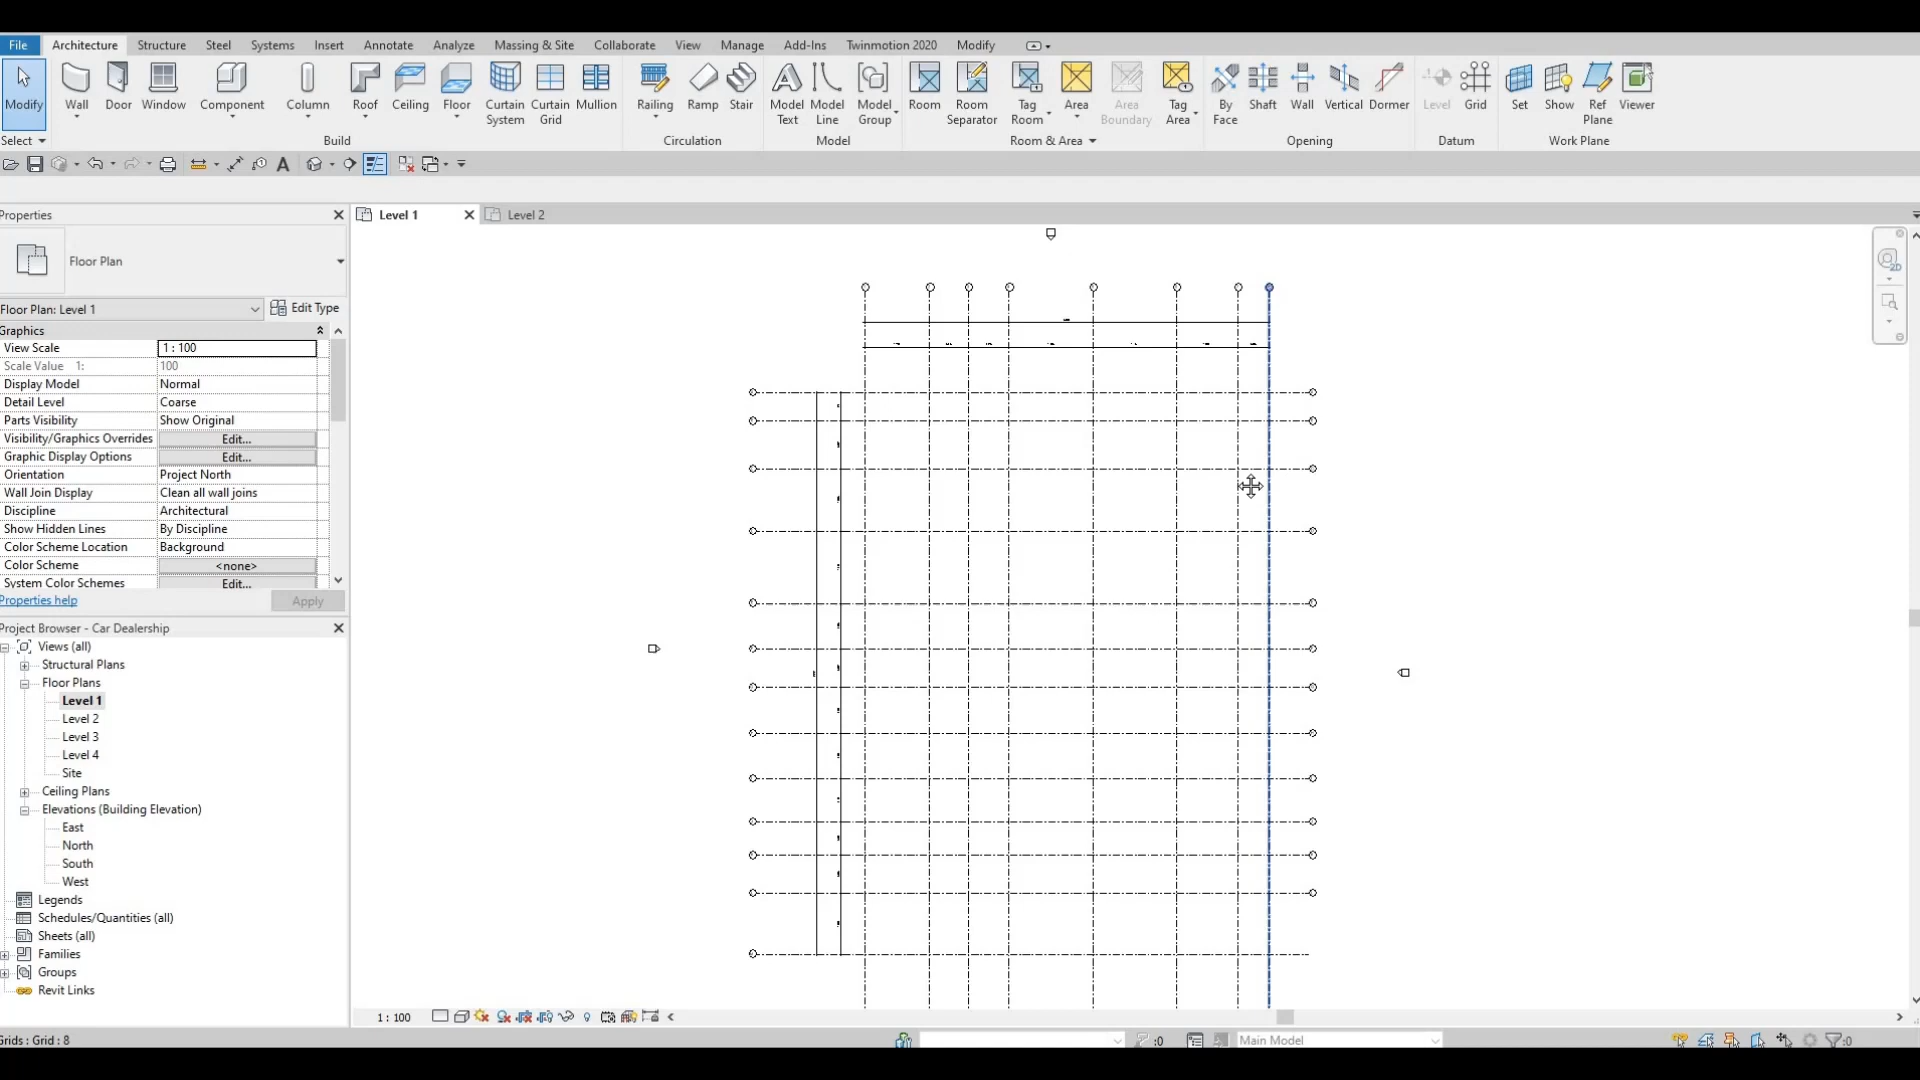 File Architecture Structure Steel Systems Insert Annotate Analyze Massing & Site Collaborate View Manage Add-Ins Twinmotion 2020 Modify
Modify Wall Door Window Component Column Roof Ceiling Floor Curtain System Curtain Grid Mullion Railing Ramp Stair Model Text Model Line Model Group Room Room Separator Tag Room Area Area Boundary Tag Area By Face Shaft Wall Vertical Dormer Level Grid Set Show Ref Plane Viewer
Select Build Circulation Model Room & Area Opening Datum Work Plane
Properties
Level 1 Level 2
Floor Plan
Floor Plan: Level 1 Edit Type
Graphics
View Scale 1 : 100
Scale Value 1: 100
Display Model Normal
Detail Level Coarse
Parts Visibility Show Original
Visibility/Graphics Overrides Edit...
Graphic Display Options Edit...
Orientation Project North
Wall Join Display Clean all wall joins
Discipline Architectural
Show Hidden Lines By Discipline
Color Scheme Location Background
Color Scheme <none>
System Color Schemes Edit...
Properties help Apply
Project Browser - Car Dealership
Views (all)
Structural Plans
Floor Plans
Level 1
Level 2
Level 3
Level 4
Site
Ceiling Plans
Elevations (Building Elevation)
East
North
South
West
Legends
Schedules/Quantities (all)
Sheets (all)
Families
Groups
Revit Links
1 : 100
Grids : Grid : 8 :0 Main Model :0
2D